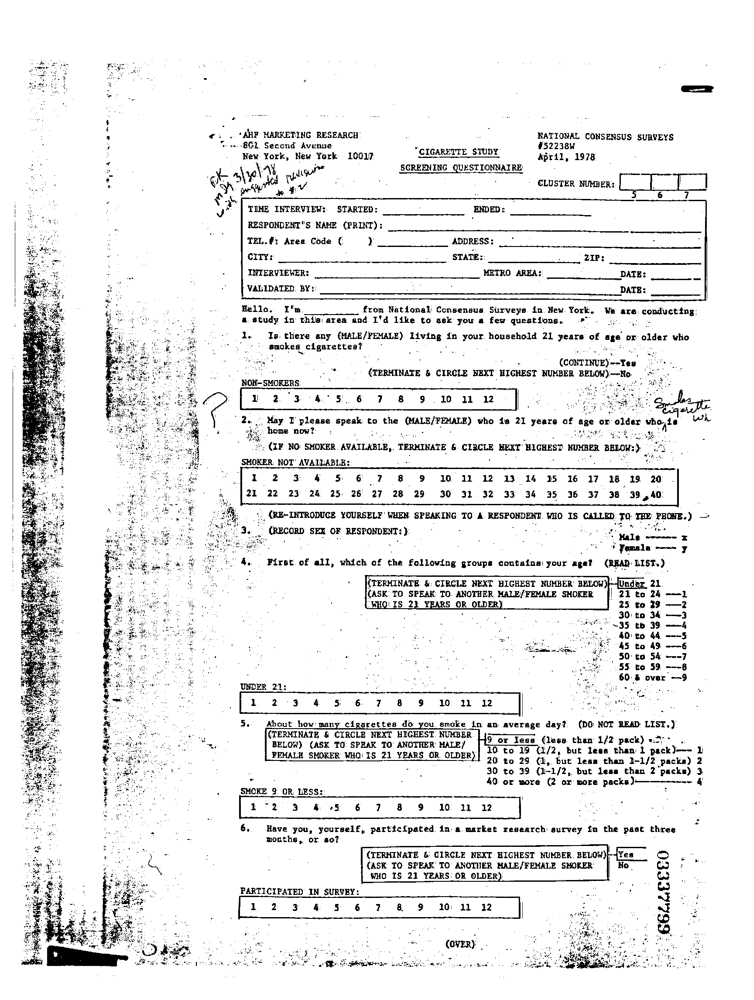 AHF MARKETING RESEARCH
801 Second Avenue
New York, New York 10017
CIGARETTE STUDY
SCREENING QUESTIONNAIRE
NATIONAL CONSENSUS SURVEYS
#52238W
April, 1978
3/30/78
with suggested revision
to #2
CLUSTER NUMBER:
5 6 7
TIME INTERVIEW: STARTED: ENDED:
RESPONDENT'S NAME (PRINT):
TEL.#: Area Code ( ) ADDRESS:
CITY: STATE: ZIP:
INTERVIEWER: METRO AREA: DATE:
VALIDATED BY: DATE:
Hello. I'm from National Consensus Surveys in New York. We are conducting
a study in this area and I'd like to ask you a few questions.
1. Is there any (MALE/FEMALE) living in your household 21 years of age or older who
smokes cigarettes?
(CONTINUE)--Yes
(TERMINATE & CIRCLE NEXT HIGHEST NUMBER BELOW)--No
NON-SMOKERS
1 2 3 4 5 6 7 8 9 10 11 12
?
Smokes
cigarettes
2. May I please speak to the (MALE/FEMALE) who is 21 years of age or older who is
home now?
(IF NO SMOKER AVAILABLE, TERMINATE & CIRCLE NEXT HIGHEST NUMBER BELOW:)
SMOKER NOT AVAILABLE:
1 2 3 4 5 6 7 8 9 10 11 12 13 14 15 16 17 18 19 20
21 22 23 24 25 26 27 28 29 30 31 32 33 34 35 36 37 38 39 40
(RE-INTRODUCE YOURSELF WHEN SPEAKING TO A RESPONDENT WHO IS CALLED TO THE PHONE.)
3. (RECORD SEX OF RESPONDENT:)
Male ------ x
Female ---- y
4. First of all, which of the following groups contains your age? (READ LIST.)
(TERMINATE & CIRCLE NEXT HIGHEST NUMBER BELOW)--Under 21
(ASK TO SPEAK TO ANOTHER MALE/FEMALE SMOKER 21 to 24 ---1
WHO IS 21 YEARS OR OLDER) 25 to 29 ---2
30 to 34 ---3
35 to 39 ---4
40 to 44 ---5
45 to 49 ---6
50 to 54 ---7
55 to 59 ---8
60 & over --9
UNDER 21:
1 2 3 4 5 6 7 8 9 10 11 12
5. About how many cigarettes do you smoke in an average day? (DO NOT READ LIST.)
(TERMINATE & CIRCLE NEXT HIGHEST NUMBER 9 or less (less than 1/2 pack)
BELOW) (ASK TO SPEAK TO ANOTHER MALE/ 10 to 19 (1/2, but less than 1 pack)--- 1
FEMALE SMOKER WHO IS 21 YEARS OR OLDER) 20 to 29 (1, but less than 1-1/2 packs) 2
30 to 39 (1-1/2, but less than 2 packs) 3
40 or more (2 or more packs)--------- 4
SMOKE 9 OR LESS:
1 2 3 4 5 6 7 8 9 10 11 12
6. Have you, yourself, participated in a market research survey in the past three
months, or so?
(TERMINATE & CIRCLE NEXT HIGHEST NUMBER BELOW)--Yes
(ASK TO SPEAK TO ANOTHER MALE/FEMALE SMOKER No
WHO IS 21 YEARS OR OLDER)
PARTICIPATED IN SURVEY:
1 2 3 4 5 6 7 8 9 10 11 12
(OVER)
03337799